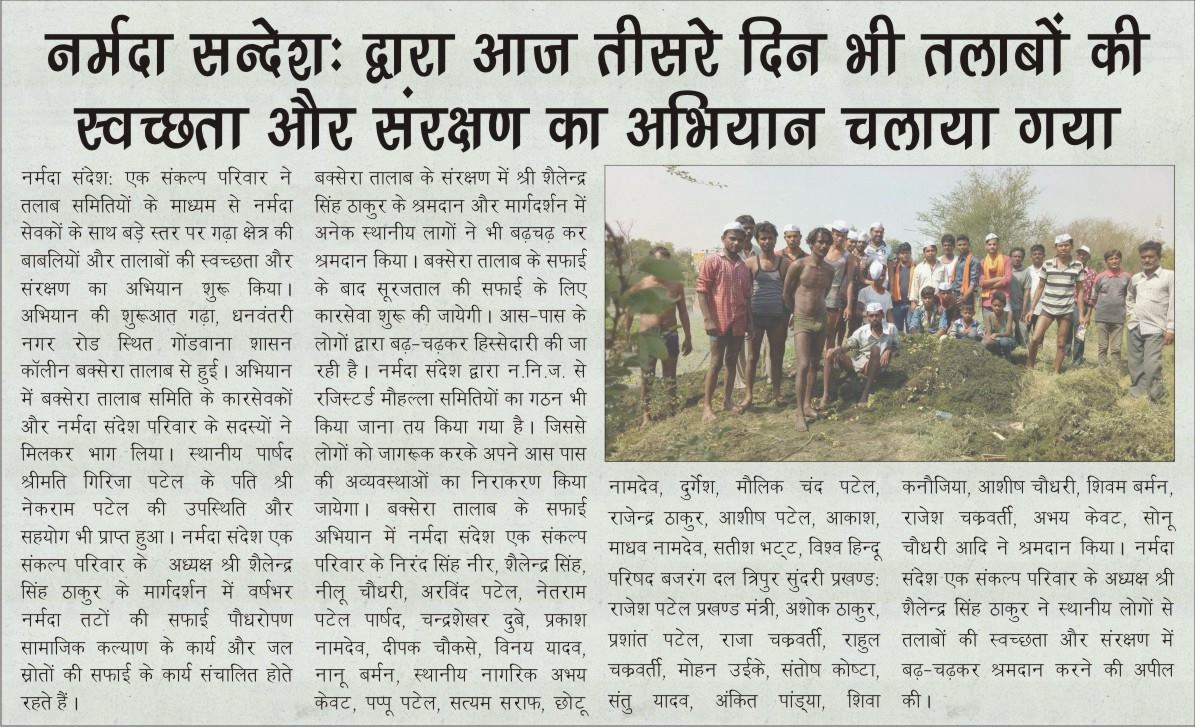 नर्मदा सन्देशः द्वारा आज तीसरे दिन भी तलाबों की
स्वच्छता और संरक्षण का अभियान चलाया गया
नर्मदा संदेश: एक संकल्प परिवार ने
तलाब समितियों के माध्यम से नर्मदा
सेवकों के साथ बड़े स्तर पर गढ़ा क्षेत्र की
बाबलियों और तालाबों की स्वच्छता और
संरक्षण का अभियान शुरू किया।
अभियान की शुरूआत गढ़ा, धनवंतरी
नगर रोड स्थित गोंडवाना शासन
कॉलीन बक्सेरा तालाब से हुई। अभियान
में बक्सेरा तालाब समिति के कारसेवकों
और नर्मदा संदेश परिवार के सदस्यों ने
मिलकर भाग लिया। स्थानीय पार्षद
श्रीमति गिरिजा पटेल के पति श्री
नेकराम पटेल की उपस्थिति और
सहयोग भी प्राप्त हुआ। नर्मदा संदेश एक
संकल्प परिवार के अध्यक्ष श्री शैलेन्द्र
सिंह ठाकुर के मार्गदर्शन में वर्षभर
नर्मदा तटों की सफाई पौधरोपण
सामाजिक कल्याण के कार्य और जल
स्रोतों की सफाई के कार्य संचालित होते
रहते हैं।
बक्सेरा तालाब के संरक्षण में श्री शैलेन्द्र
सिंह ठाकुर के श्रमदान और मार्गदर्शन में
अनेक स्थानीय लागों ने भी बढ़चढ़ कर
श्रमदान किया। बक्सेरा तालाब के सफाई
के बाद सूरजताल की सफाई के लिए
कारसेवा शुरू की जायेगी। आस-पास के
लोगों द्वारा बढ़-चढ़कर हिस्सेदारी की जा
रही है। नर्मदा संदेश द्वारा न.नि.ज. से
रजिस्टर्ड मौहल्ला समितियों का गठन भी
किया जाना तय किया गया है। जिससे
लोगों को जागरूक करके अपने आस पास
की अव्यवस्थाओं का निराकरण किया
जायेगा। बक्सेरा तालाब के सफाई
अभियान में नर्मदा संदेश एक संकल्प
परिवार के निरंद सिंह नीर, शैलेन्द्र सिंह,
नीलू चौधरी, अरविंद पटेल, नेतराम
पटेल पार्षद, चन्द्रशेखर दुबे, प्रकाश
नामदेव, दीपक चौकसे, विनय यादव,
नानू बर्मन, स्थानीय नागरिक अभय
केवट, पप्पू पटेल, सत्यम सराफ, छोटू
नामदेव, दुर्गेश, मौलिक चंद पटेल,
राजेन्द्र ठाकुर, आशीष पटेल, आकाश,
माधव नामदेव, सतीश भट्ट, विश्व हिन्दू
परिषद बजरंग दल त्रिपुर सुंदरी प्रखण्ड:
राजेश पटेल प्रखण्ड मंत्री, अशोक ठाकुर,
प्रशांत पटेल, राजा चक्रवर्ती, राहुल
चक्रवर्ती, मोहन उईके, संतोष कोष्टा,
संतु यादव, अंकित पांड्या, शिवा
कनौजिया, आशीष चौधरी, शिवम बर्मन,
राजेश चक्रवर्ती, अभय केवट, सोनू
चौधरी आदि ने श्रमदान किया। नर्मदा
संदेश एक संकल्प परिवार के अध्यक्ष श्री
शैलेन्द्र सिंह ठाकुर ने स्थानीय लोगों से
तलाबों की स्वच्छता और संरक्षण में
बढ़-चढ़कर श्रमदान करने की अपील
की।